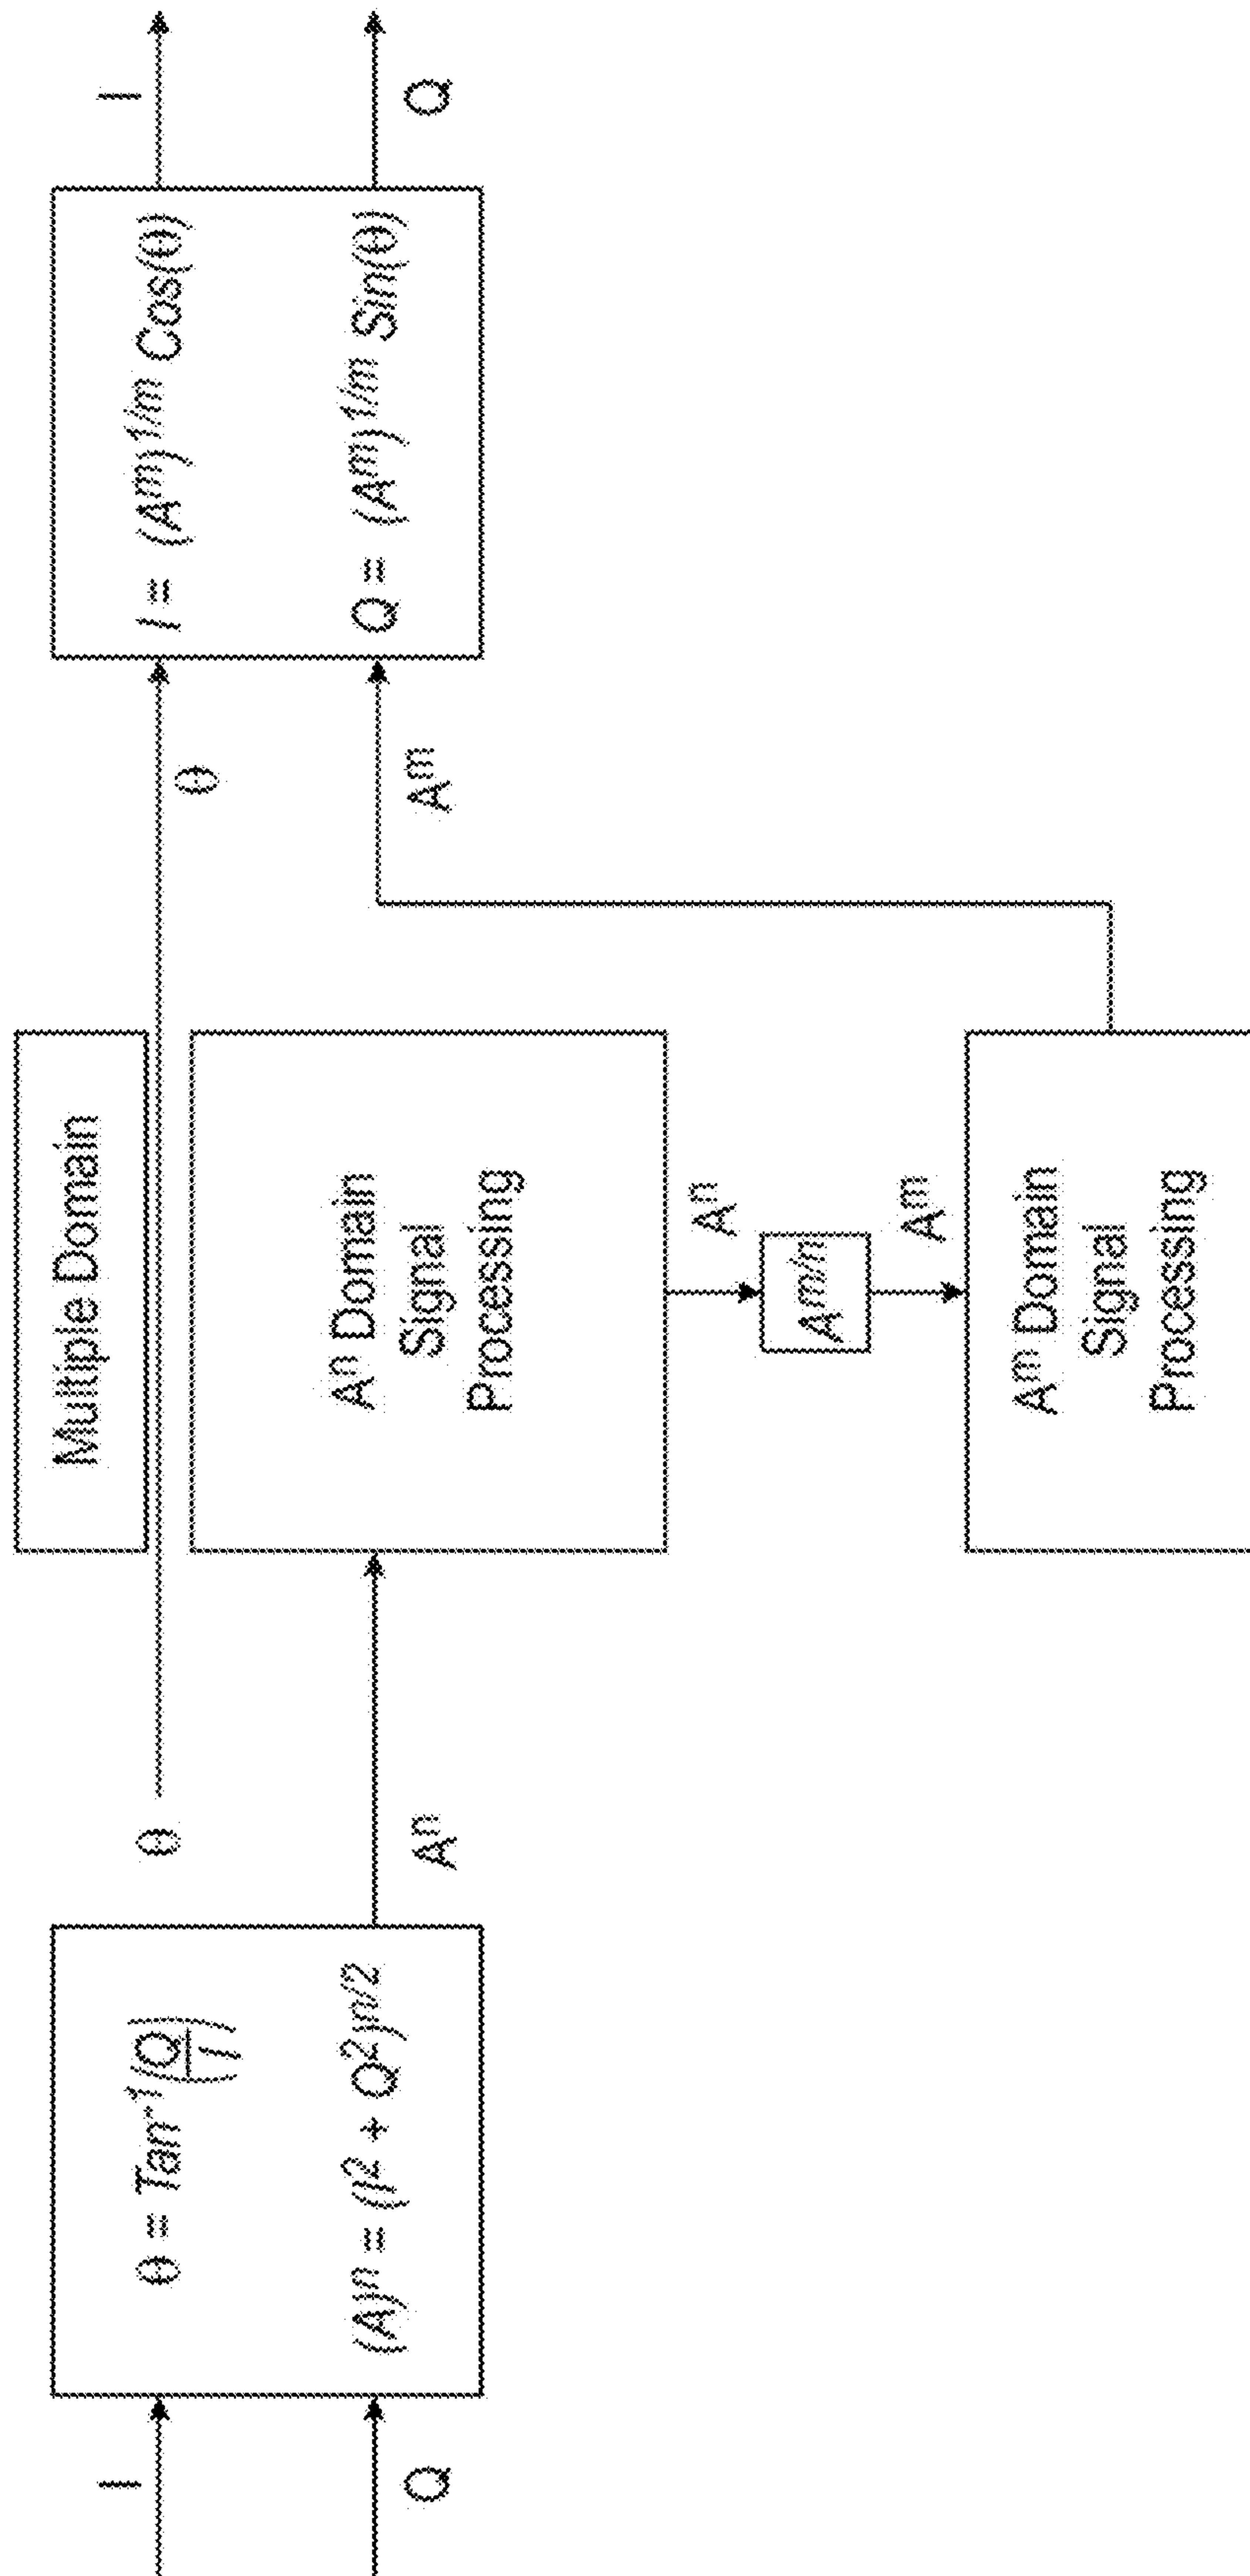 I
Q
θ = Tan⁻¹(Q/I)
(A)ⁿ = (I² + Q²)ⁿ/²
θ
Aⁿ
Multiple Domain
Aⁿ Domain
Signal
Processing
Aⁿ
Aᵐ/ⁿ
Aᵐ
Aᵐ Domain
Signal
Processing
θ
Aᵐ
I = (Aᵐ)¹/ᵐ Cos(θ)
Q = (Aᵐ)¹/ᵐ Sin(θ)
I
Q